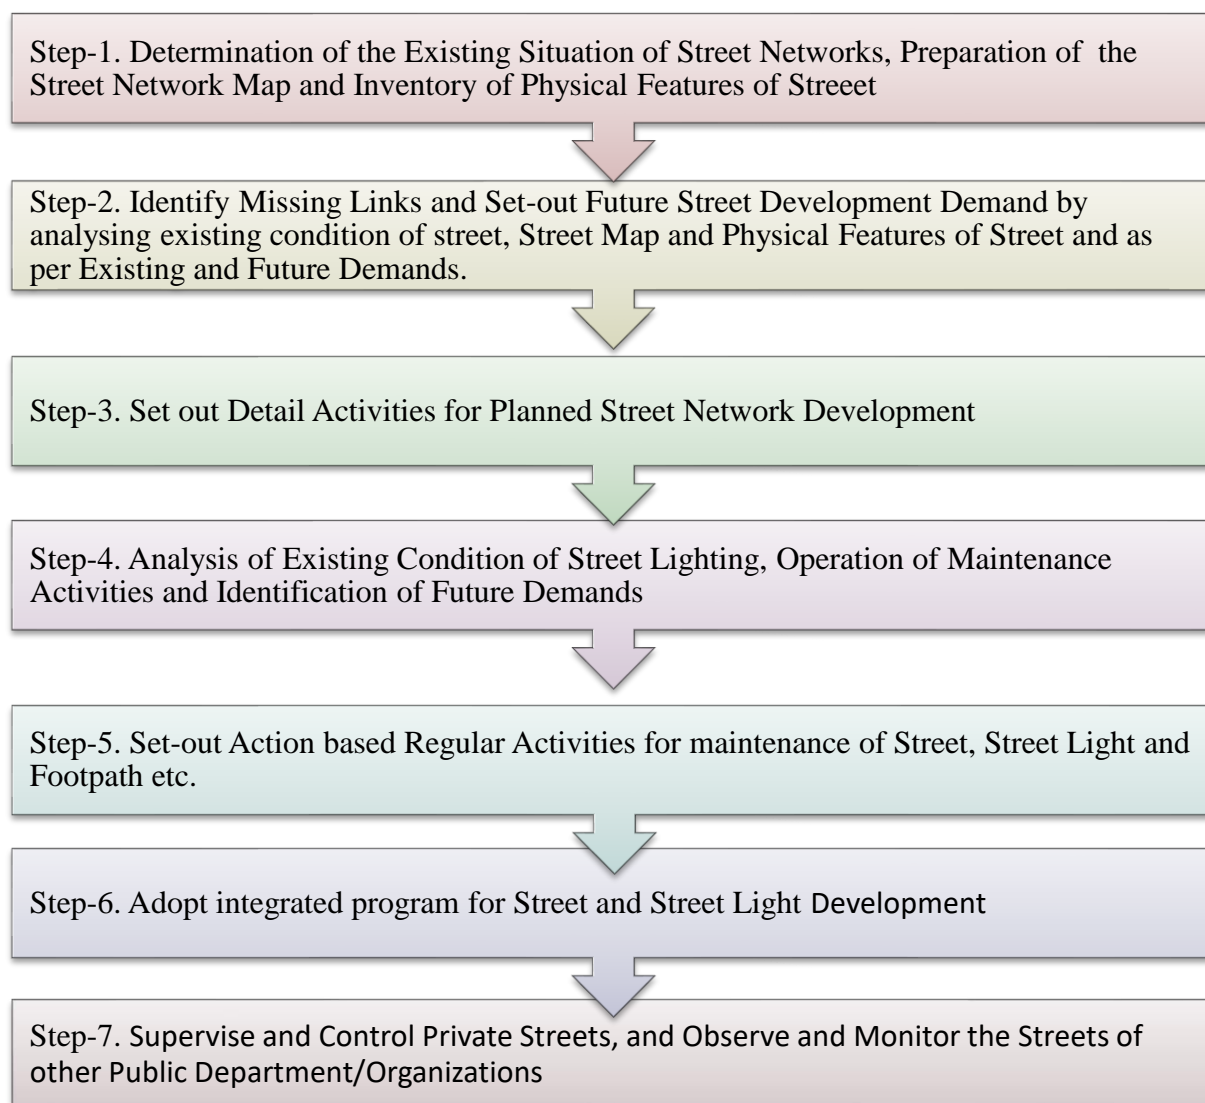 Step-1. Determination of the Existing Situation of Street Networks, Preparation of the
Street Network Map and Inventory of Physical Features of Streeet
Step-2. Identify Missing Links and Set-out Future Street Development Demand by
analysing existing condition of street, Street Map and Physical Features of Street and as
per Existing and Future Demands.
Step-3. Set out Detail Activities for Planned Street Network Development
Step-4. Analysis of Existing Condition of Street Lighting, Operation of Maintenance
Activities and Identification of Future Demands
Step-5. Set-out Action based Regular Activities for maintenance of Street, Street Light and
Footpath etc.
Step-6. Adopt integrated program for Street and Street Light Development
Step-7. Supervise and Control Private Streets, and Observe and Monitor the Streets of
other Public Department/Organizations